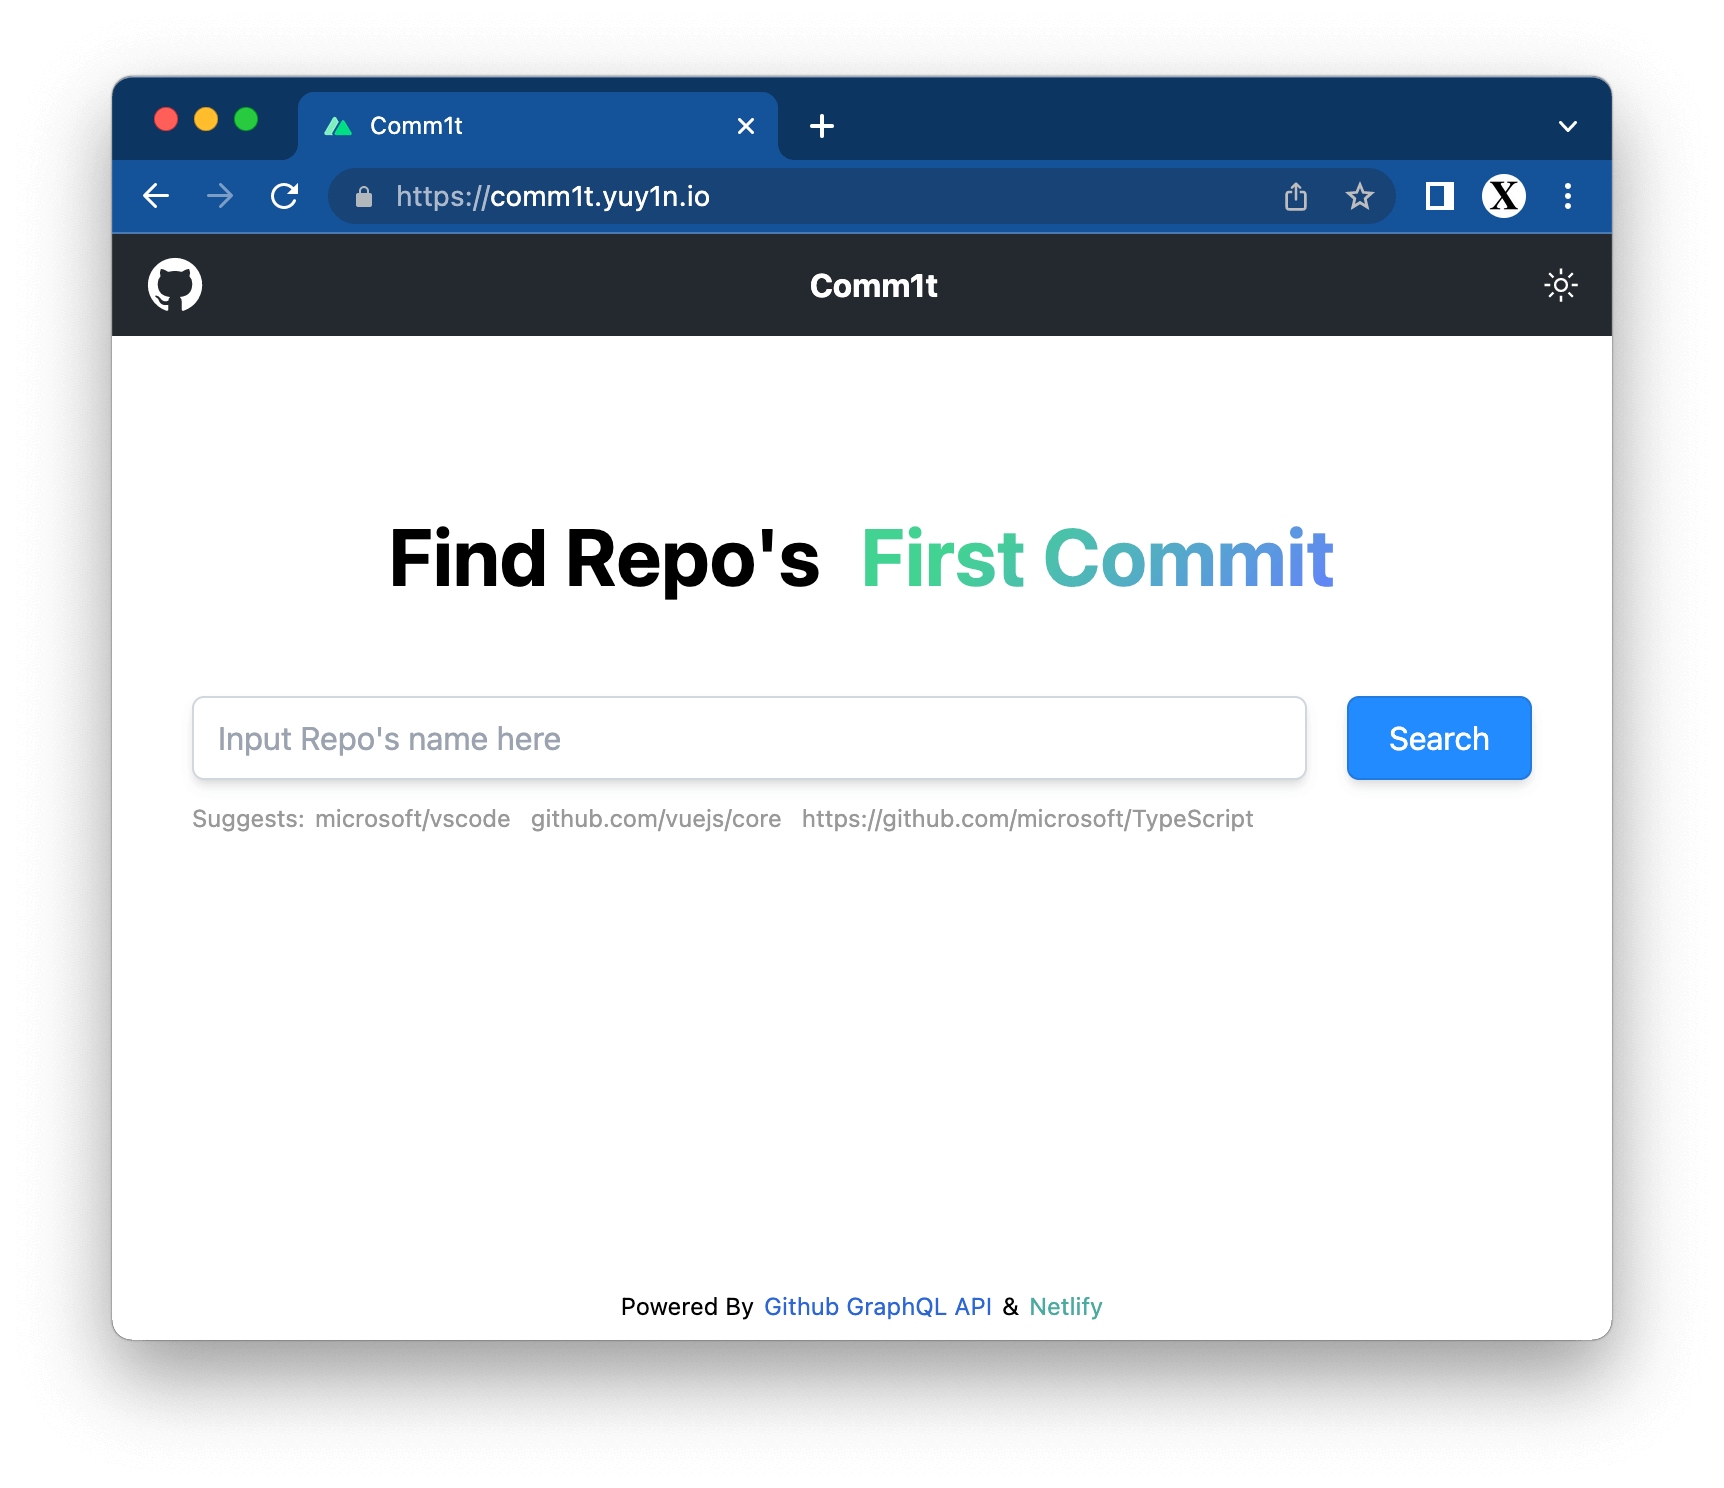 Comm1t
https://comm1t.yuy1n.io
X
Comm1t
Find Repo's First Commit
Input Repo's name here
Search
Suggests: microsoft/vscode github.com/vuejs/core https://github.com/microsoft/TypeScript
Powered By Github GraphQL API & Netlify